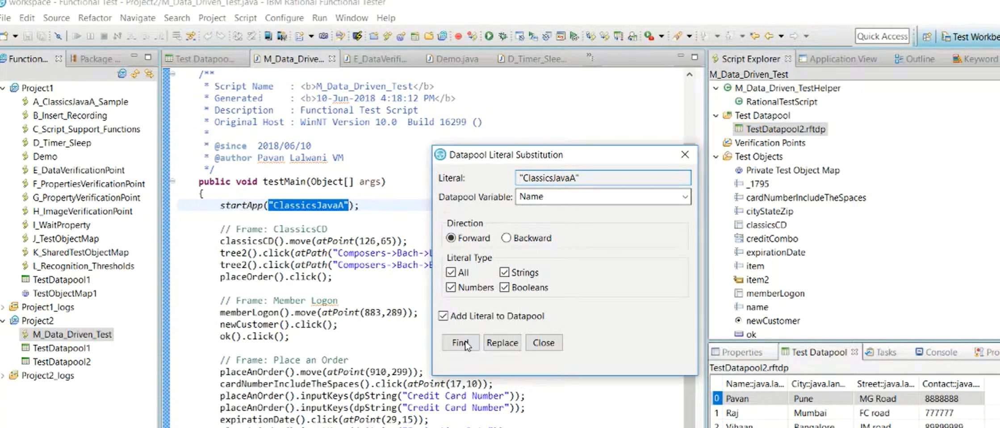 workspace - Functional Test - Project2/M_Data_Driven_Test.java - IBM Rational Functional Tester
File Edit Source Refactor Navigate Search Project Script Configure Run Window Help
Quick Access
Test Workbe
Function...
Package ...
Project1
A_ClassicsJavaA_Sample
B_Insert_Recording
C_Script_Support_Functions
D_Timer_Sleep
Demo
E_DataVerificationPoint
F_PropertiesVerificationPoint
G_PropertyVerificationPoint
H_ImageVerificationPoint
I_WaitProperty
J_TestObjectMap
K_SharedTestObjectMap
L_Recognition_Thresholds
TestDatapool1
TestObjectMap1
Project1_logs
Project2
M_Data_Driven_Test
TestDatapool1
TestDatapool2
Project2_logs
Test Datapoo...
M_Data_Drive...
E_DataVerifi...
Demo.java
D_Timer_Slee...
/**
* Script Name : <b>M_Data_Driven_Test</b>
* Generated : <b>10-Jun-2018 4:18:12 PM</b>
* Description : Functional Test Script
* Original Host : WinNT Version 10.0 Build 16299 ()
*
* @since 2018/06/10
* @author Pavan Lalwani VM
*/
public void testMain(Object[] args)
{
startApp("ClassicsJavaA");
// Frame: ClassicsCD
classicsCD().move(atPoint(126,65));
tree2().click(atPath("Composers->Bach->
tree2().click(atPath("Composers->Bach->
placeOrder().click();
// Frame: Member Logon
memberLogon().move(atPoint(883,289));
newCustomer().click();
ok().click();
// Frame: Place an Order
placeAnOrder().move(atPoint(910,299));
cardNumberIncludeTheSpaces().click(atPoint(17,10));
placeAnOrder().inputKeys(dpString("Credit Card Number"));
placeAnOrder().inputKeys(dpString("Credit Card Number"));
expirationDate().click(atPoint(29,15));
Datapool Literal Substitution
Literal: "ClassicsJavaA"
Datapool Variable: Name
Direction
Forward Backward
Literal Type
All Strings
Numbers Booleans
Add Literal to Datapool
Find Replace Close
Script Explorer
Application View
Outline
Keyword
M_Data_Driven_Test
M_Data_Driven_TestHelper
RationalTestScript
Test Datapool
TestDatapool2.rftdp
Verification Points
Test Objects
Private Test Object Map
_1795
cardNumberIncludeTheSpaces
cityStateZip
classicsCD
creditCombo
expirationDate
item
item2
memberLogon
name
newCustomer
ok
Properties
Test Datapool
Tasks
Console
Pro
TestDatapool2.rftdp
Name::java.la... City::java.lan... Street::java.la... Contact::java....
0 Pavan Pune MG Road 8888888
1 Raj Mumbai FC road 777777
2 Vihaan Bangalore JM road 89899989